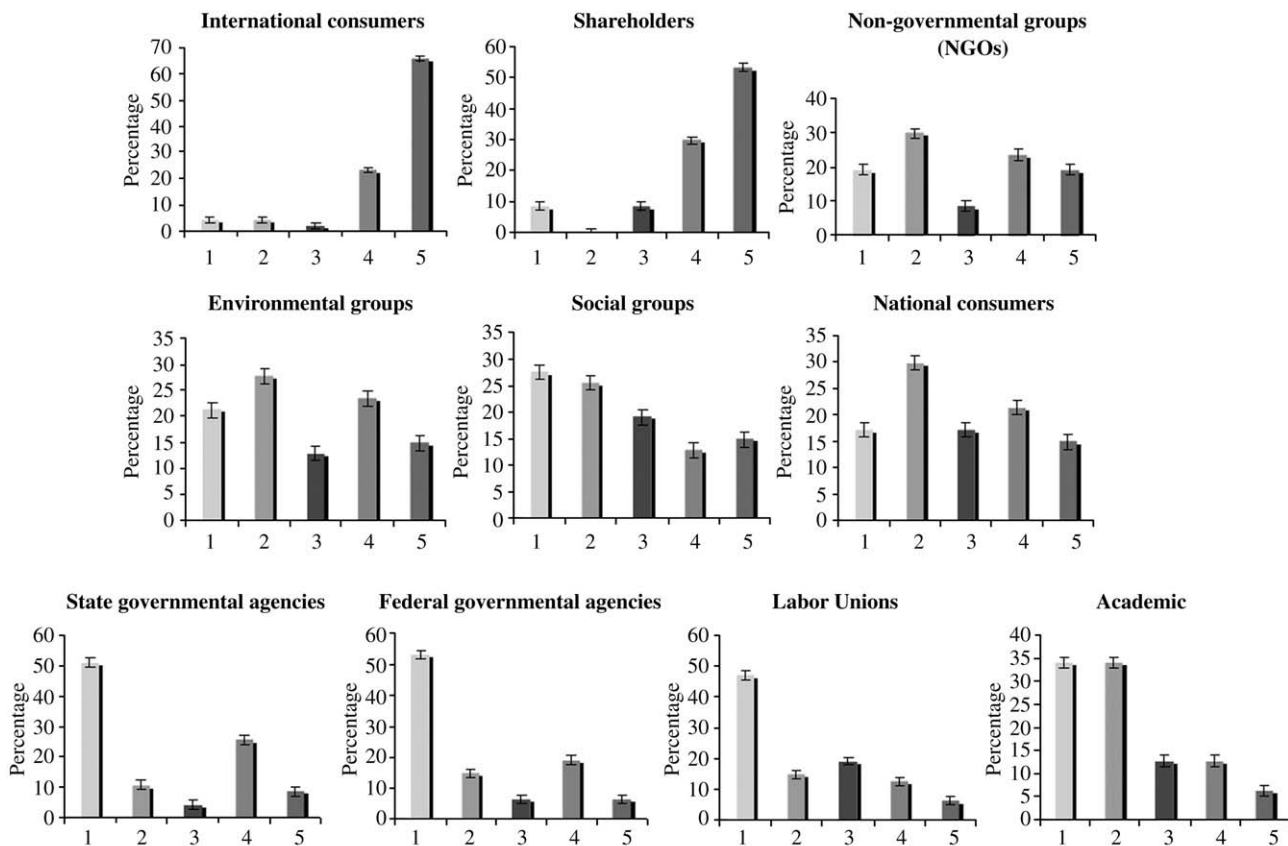 International consumers
Percentage
70
60
50
40
30
20
10
0
1 2 3 4 5
Shareholders
Percentage
60
50
40
30
20
10
0
1 2 3 4 5
Non-governmental groups
(NGOs)
Percentage
40
30
20
10
0
1 2 3 4 5
Environmental groups
Percentage
35
30
25
20
15
10
5
0
1 2 3 4 5
Social groups
Percentage
35
30
25
20
15
10
5
0
1 2 3 4 5
National consumers
Percentage
35
30
25
20
15
10
5
0
1 2 3 4 5
State governmental agencies
Percentage
60
50
40
30
20
10
0
1 2 3 4 5
Federal governmental agencies
Percentage
60
50
40
30
20
10
0
1 2 3 4 5
Labor Unions
Percentage
60
50
40
30
20
10
0
1 2 3 4 5
Academic
Percentage
40
35
30
25
20
15
10
5
0
1 2 3 4 5